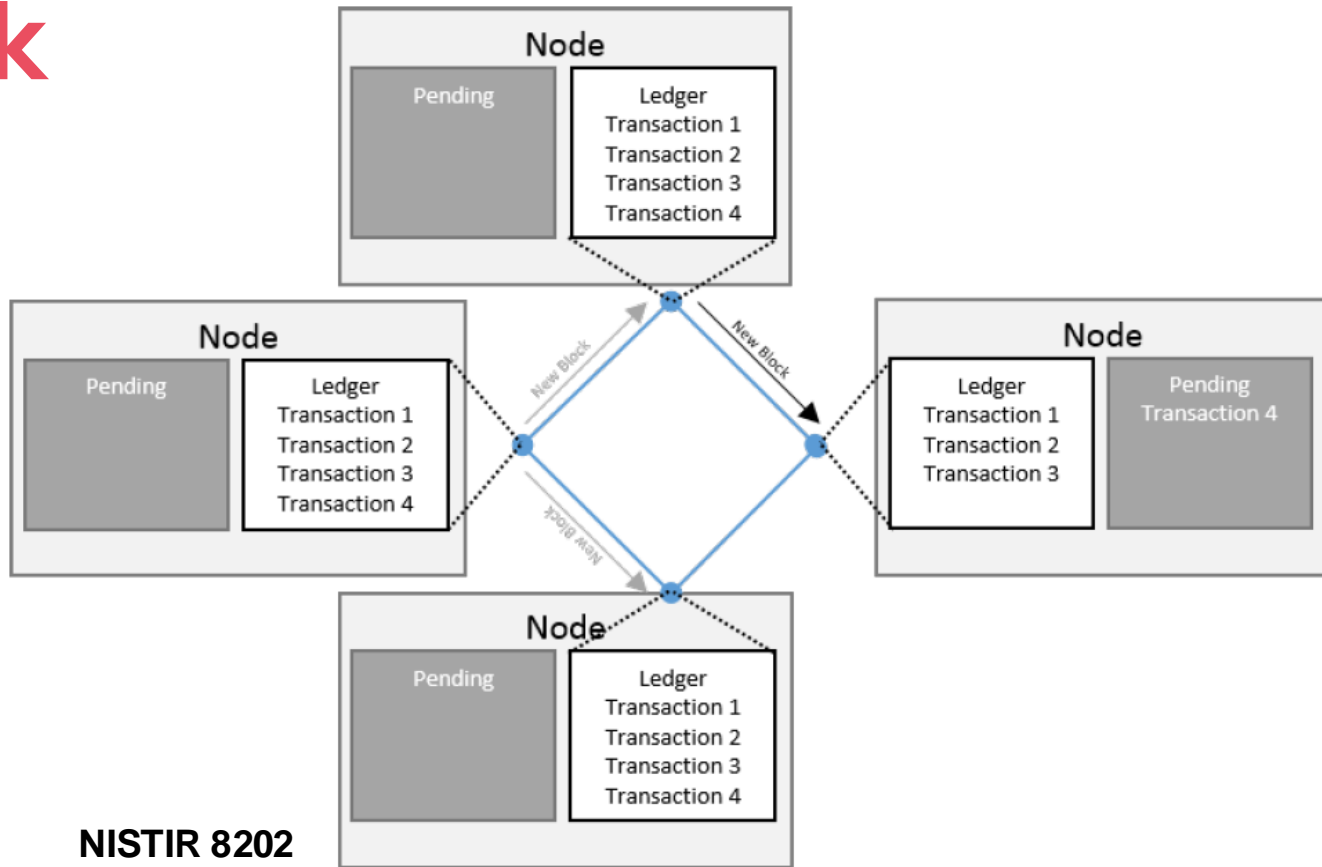 k
Node
Pending
Ledger
Transaction 1
Transaction 2
Transaction 3
Transaction 4
Node
Pending
Ledger
Transaction 1
Transaction 2
Transaction 3
Transaction 4
New Block
New Block
New Block
Node
Ledger
Transaction 1
Transaction 2
Transaction 3
Pending
Transaction 4
Node
Pending
Ledger
Transaction 1
Transaction 2
Transaction 3
Transaction 4
NISTIR 8202